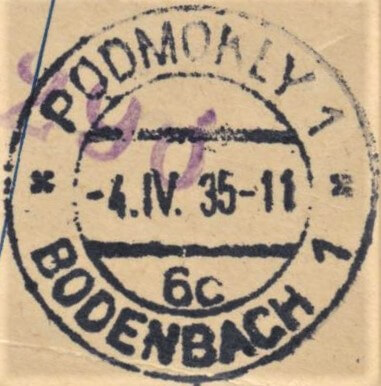 PODMOKLY 1
* -4.IV. 35-11 *
6c
BODENBACH 1